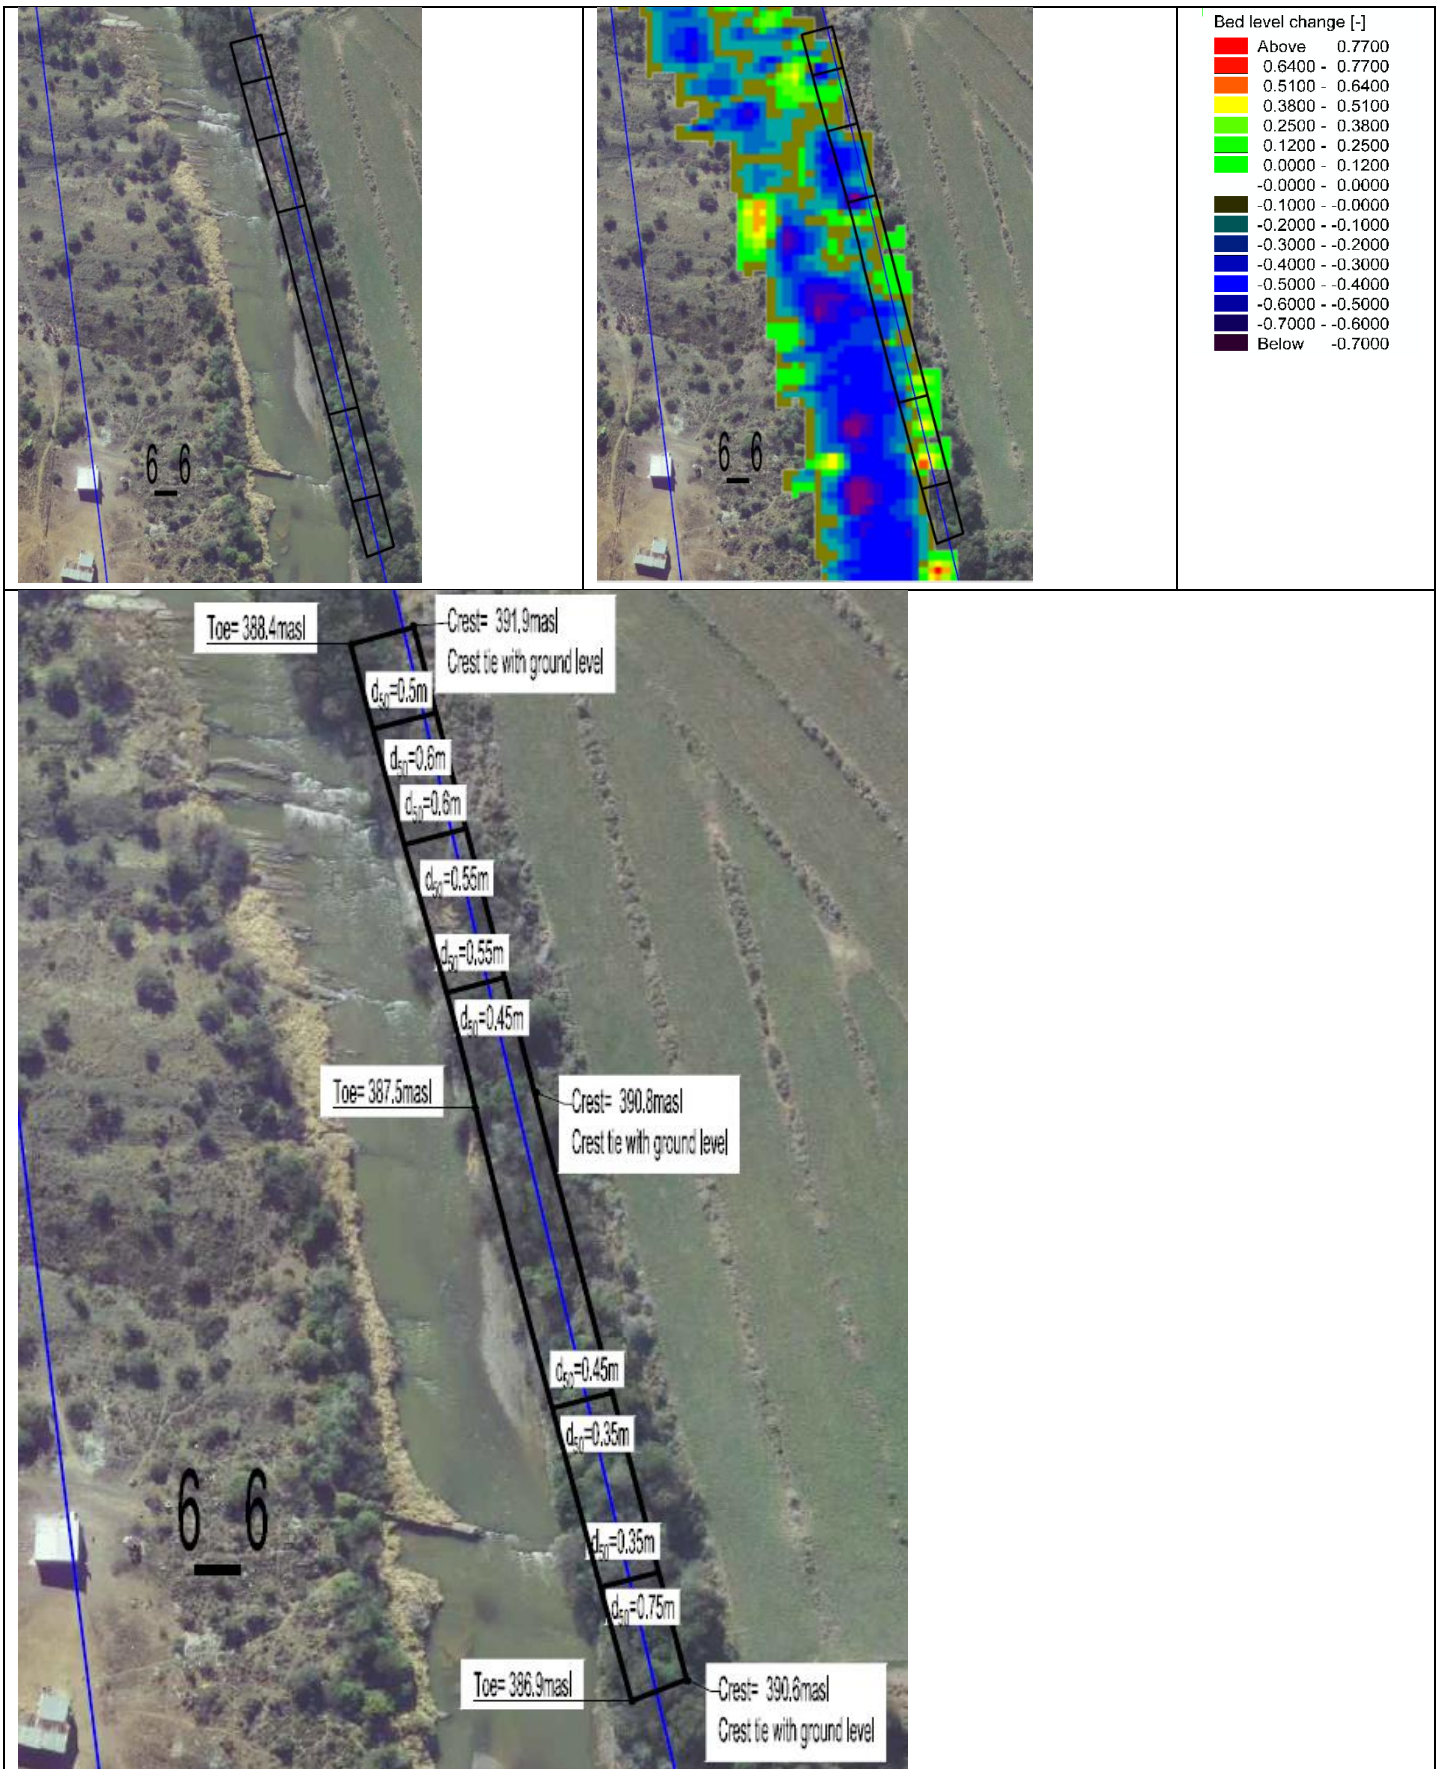 6_6
6_6
Bed level change [-]
Above 0.7700
0.6400 - 0.7700
0.5100 - 0.6400
0.3800 - 0.5100
0.2500 - 0.3800
0.1200 - 0.2500
0.0000 - 0.1200
-0.0000 - 0.0000
-0.1000 - -0.0000
-0.2000 - -0.1000
-0.3000 - -0.2000
-0.4000 - -0.3000
-0.5000 - -0.4000
-0.6000 - -0.5000
-0.7000 - -0.6000
Below -0.7000
Toe= 388.4masl
Crest= 391.9masl
Crest tie with ground level
d50=0.5m
d50=0.6m
d50=0.6m
d50=0.55m
d50=0.55m
d50=0.45m
Toe= 387.5masl
Crest= 390.8masl
Crest tie with ground level
d50=0.45m
d50=0.35m
6_6
d50=0.35m
d50=0.75m
Toe= 386.9masl
Crest= 390.6masl
Crest tie with ground level